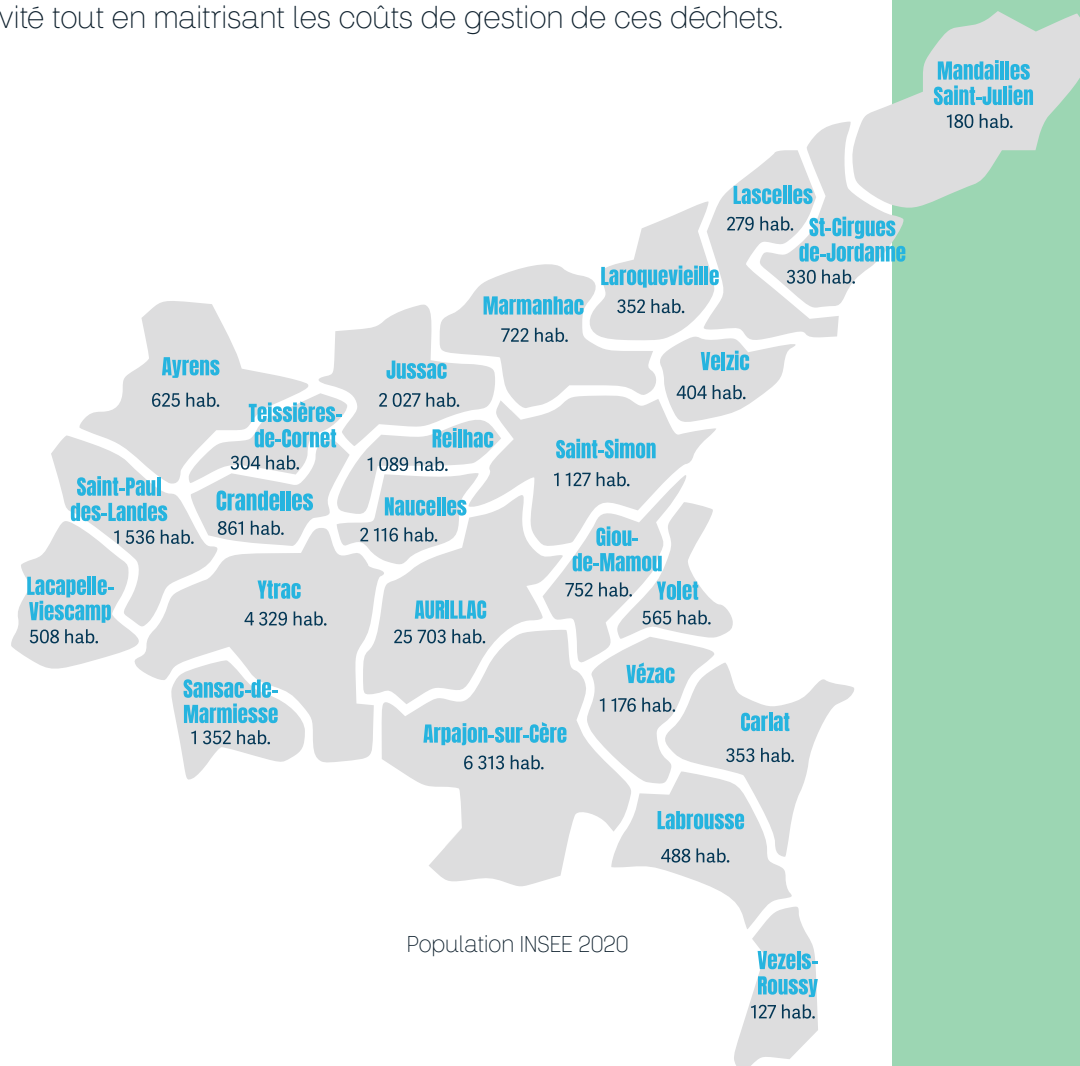 vité tout en maitrisant les coûts de gestion de ces déchets.
Mandailles
Saint-Julien
180 hab.
Lascelles
279 hab.
St-Cirgues
de-Jordanne
330 hab.
Laroquevieille
352 hab.
Marmanhac
722 hab.
Velzic
404 hab.
Ayrens
625 hab.
Jussac
2 027 hab.
Teissières-
de-Cornet
304 hab.
Reilhac
1 089 hab.
Saint-Simon
1 127 hab.
Saint-Paul
des-Landes
1 536 hab.
Crandelles
861 hab.
Naucelles
2 116 hab.
Giou-
de-Mamou
752 hab.
Lacapelle-
Viescamp
508 hab.
Ytrac
4 329 hab.
AURILLAC
25 703 hab.
Yolet
565 hab.
Sansac-de-
Marmiesse
1 352 hab.
Vézac
1 176 hab.
Arpajon-sur-Cère
6 313 hab.
Carlat
353 hab.
Labrousse
488 hab.
Population INSEE 2020
Vezels-
Roussy
127 hab.